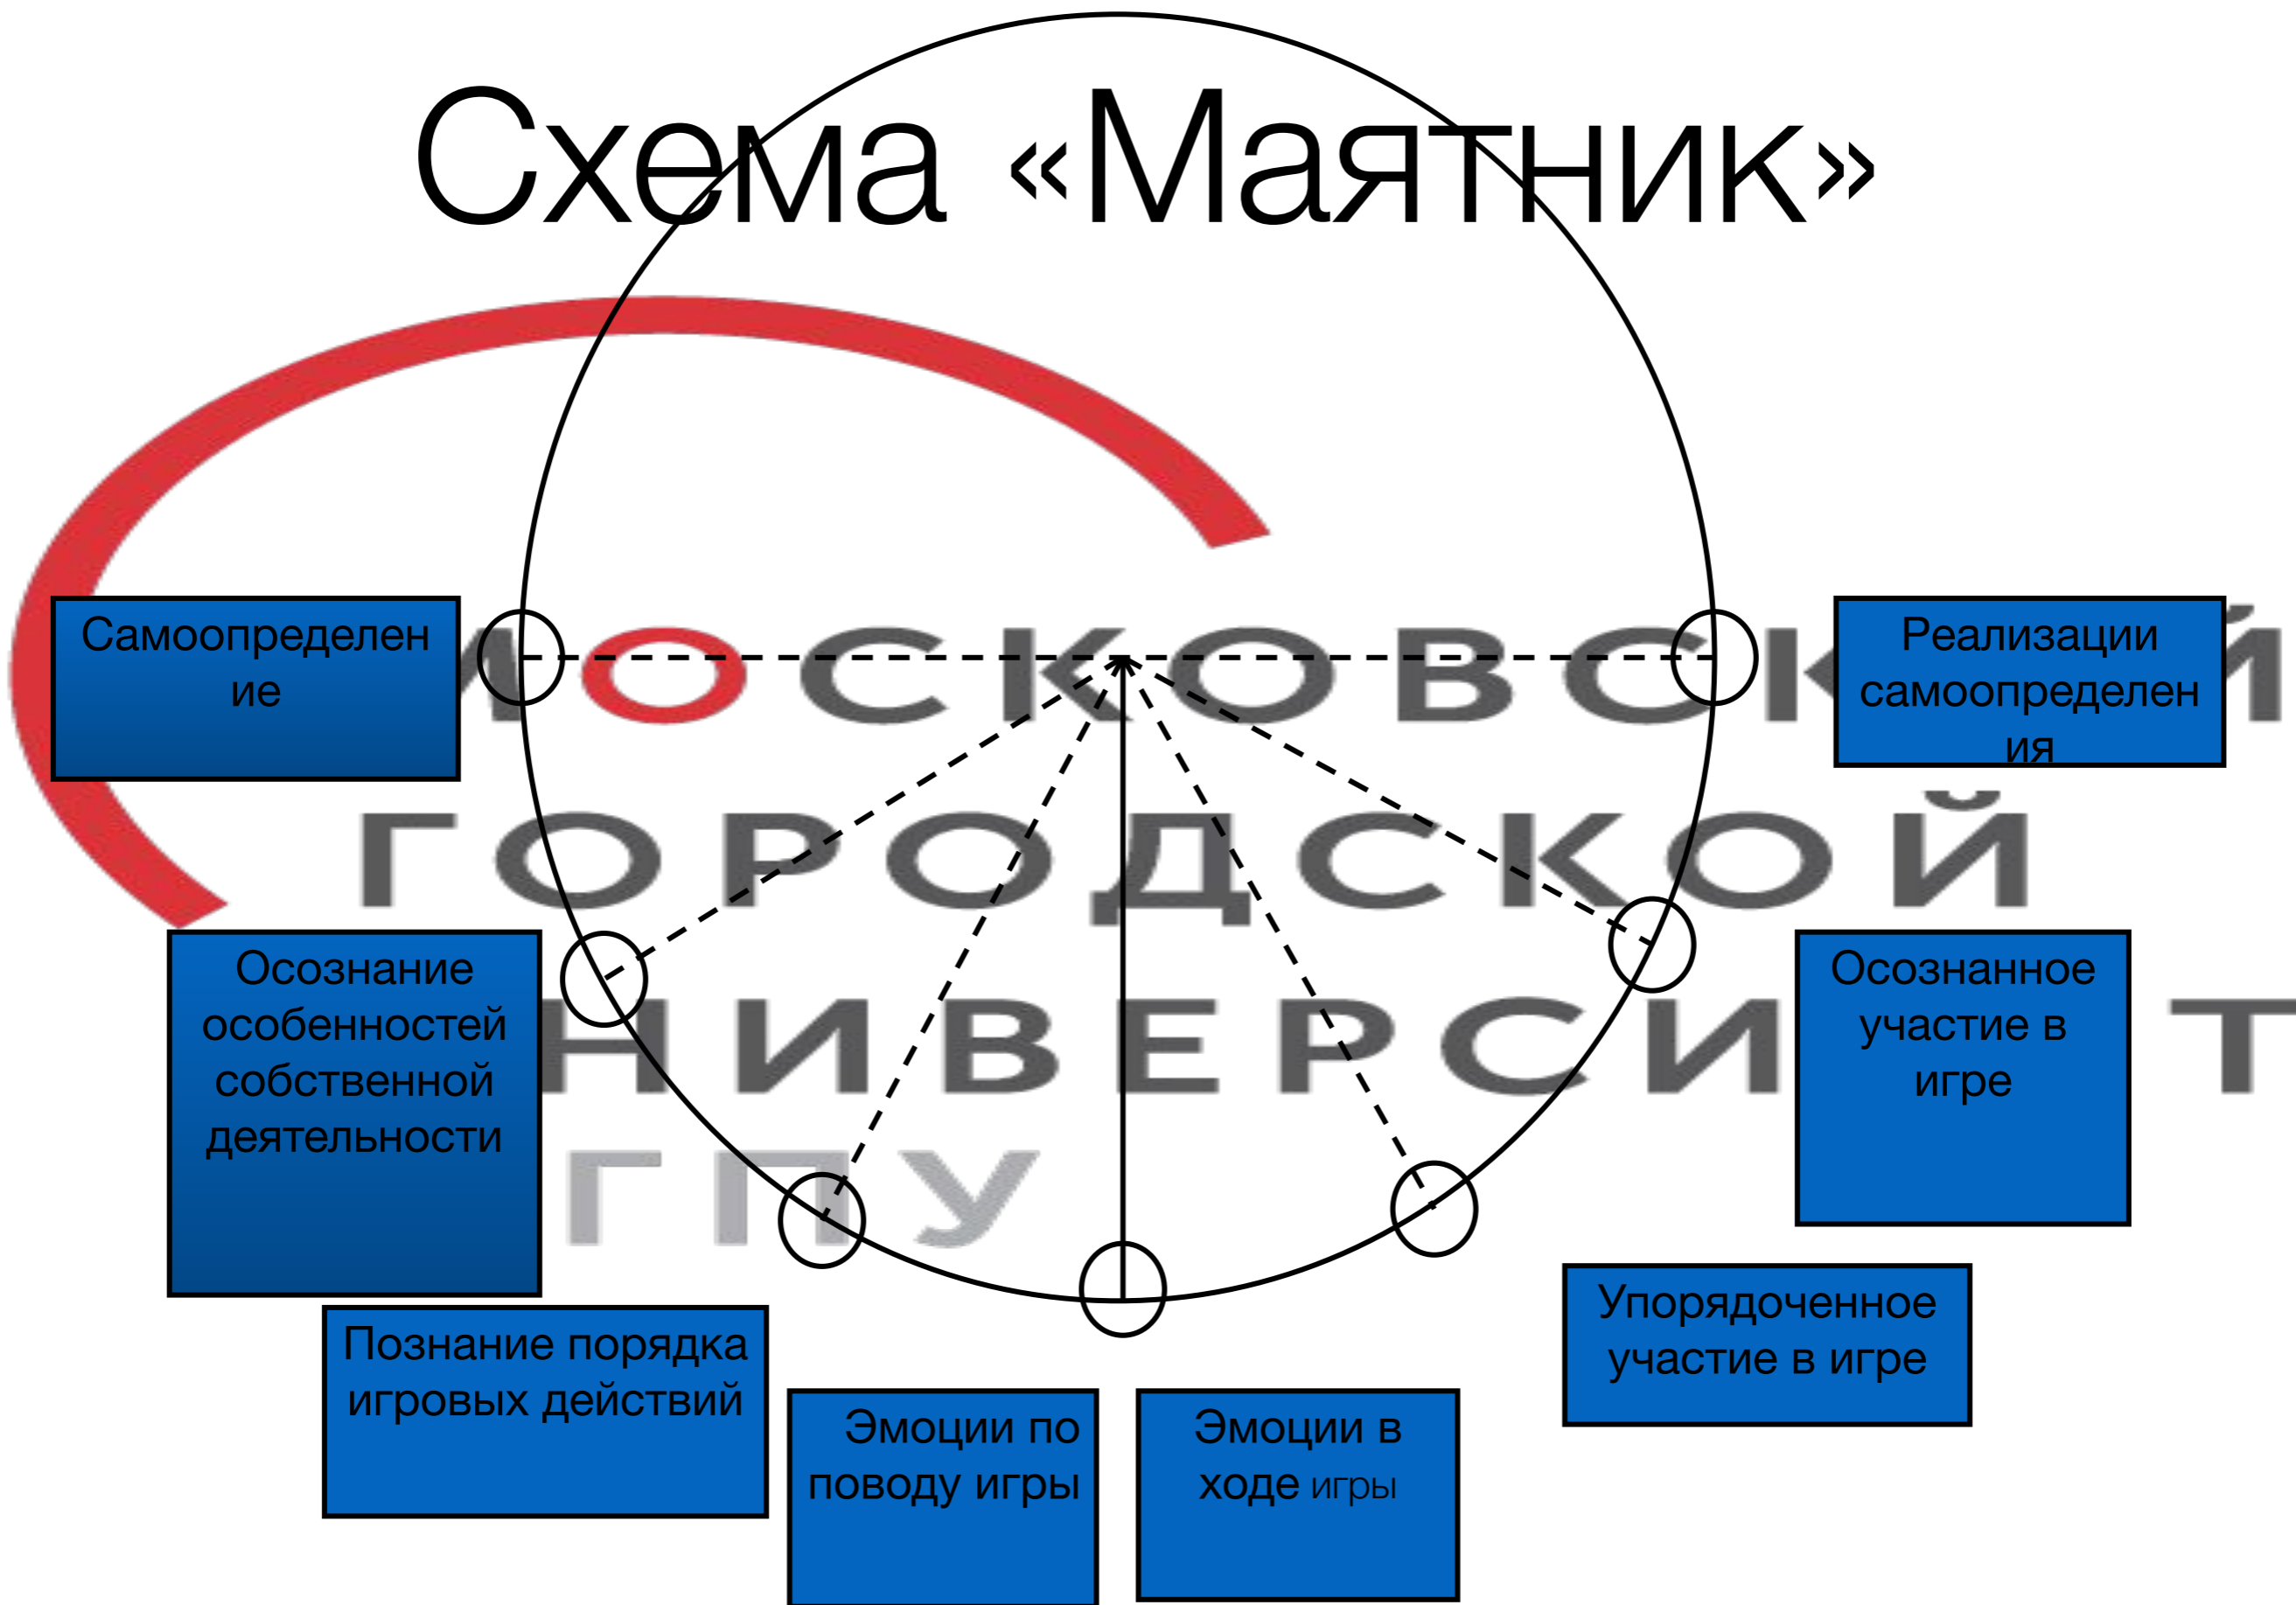 Схема «Маятник»
МОСКОВСК Й
ГОРОДСКОЙ
НИВЕРСИ Т
ГПУ
Самоопределен
ие
Реализации
самоопределен
ия
Осознание
особенностей
собственной
деятельности
Осознанное
участие в
игре
Познание порядка
игровых действий
Эмоции по
поводу игры
Эмоции в
ходе игры
Упорядоченное
участие в игре